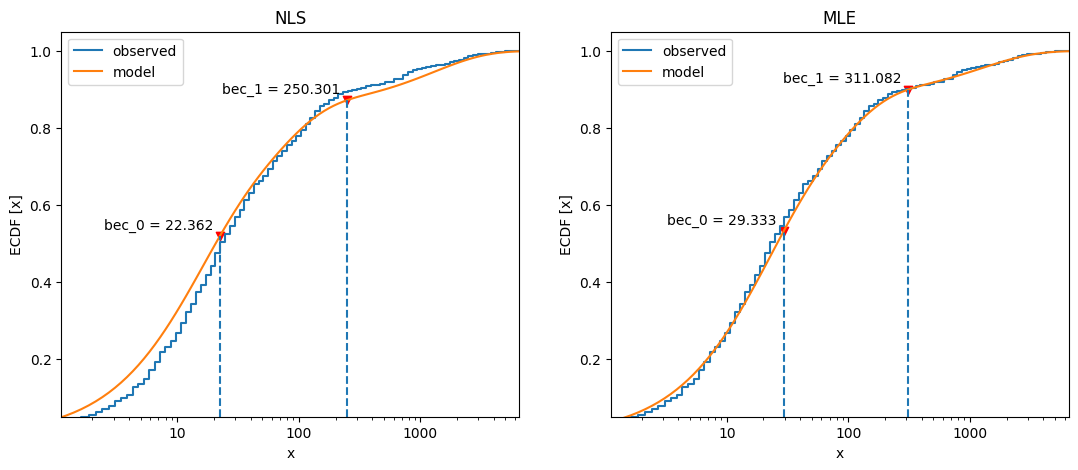 NLS
observed
model
bec_1 = 250.301
bec_0 = 22.362
ECDF [x]
1.0
0.8
0.6
0.4
0.2
10
100
1000
x
MLE
observed
model
bec_1 = 311.082
bec_0 = 29.333
ECDF [x]
1.0
0.8
0.6
0.4
0.2
10
100
1000
x